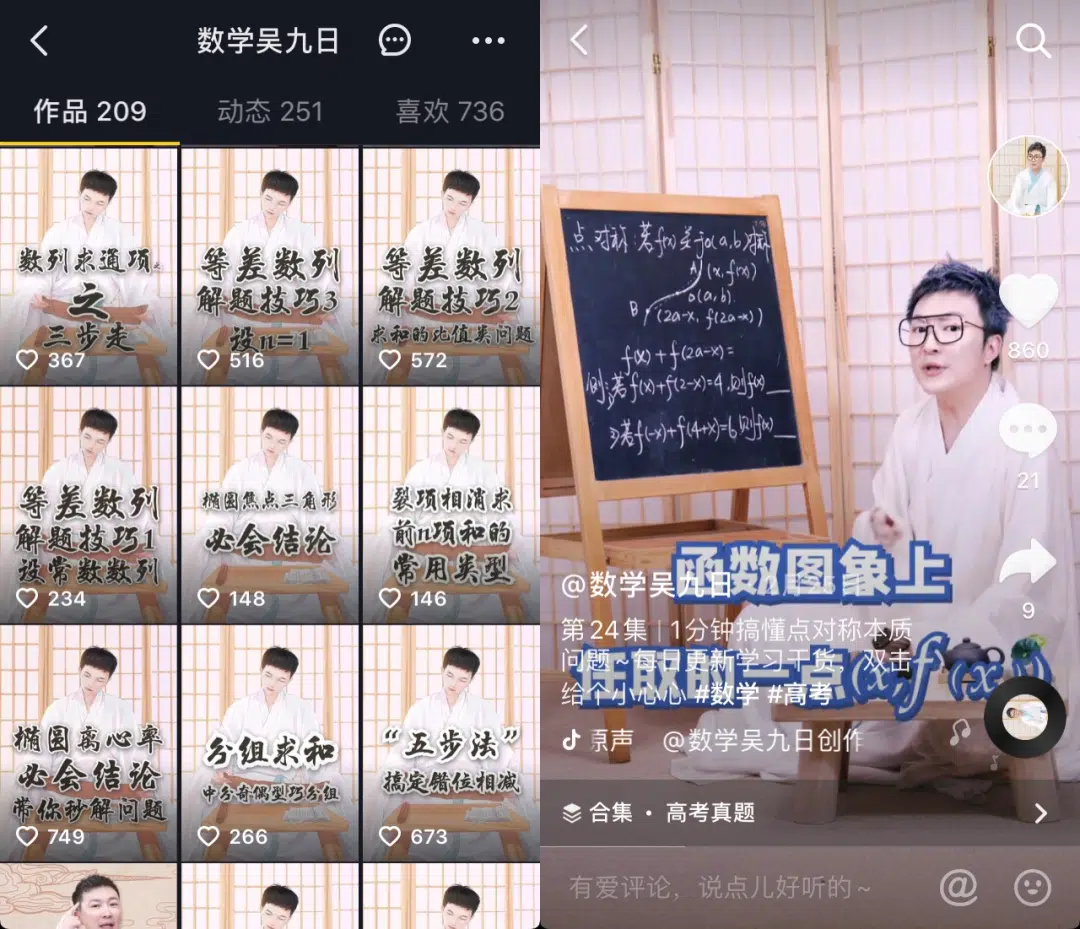 数学吴九日
作品 209
动态 251
喜欢 736
数列求通项
之
三步走
367
等差数列
解题技巧3
设n=1
516
等差数列
解题技巧2
求和的比值类问题
572
等差数列
解题技巧1
设常数数列
234
椭圆焦点三角形
必会结论
148
裂项相消求
前n项和的
常用类型
146
椭圆离心率
必会结论
带你秒解问题
749
分组求和
中分奇偶型巧分组
266
“五步法”
搞定错位相减
673
点对称:若f(x)关于o(a,b)对称
A(x, f(x))
o(a,b)
B(2a-x, f(2a-x))
f(x)+f(2a-x)=
例:若f(x)+f(2-x)=4,则f(x)
若f(-x)+f(4+x)=6,则f(x)
860
21
9
函数图象上
@数学吴九日
任取的一点(x,f(x))
第24集 | 1分钟搞懂点对称本质
问题~每日更新学习干货,双击
给个小心心 #数学 #高考
原声 @数学吴九日创作
合集 · 高考真题
有爱评论，说点儿好听的~